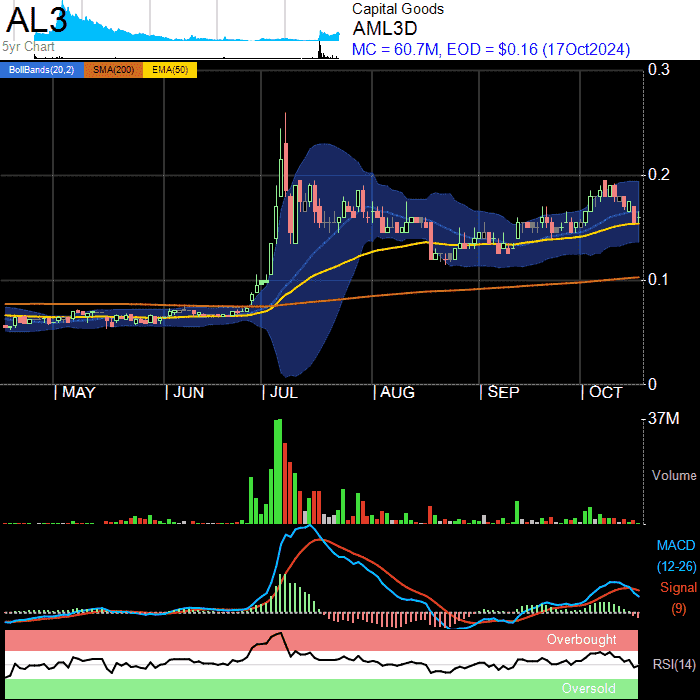 AL3
5yr Chart
Capital Goods
AML3D
MC = 60.7M, EOD = $0.16 (17Oct2024)
BollBands(20,2) SMA(200) EMA(50)
0.3
0.2
0.1
0
MAY JUN JUL AUG SEP OCT
37M
Volume
MACD
(12-26)
Signal
(9)
Overbought
RSI(14)
Oversold